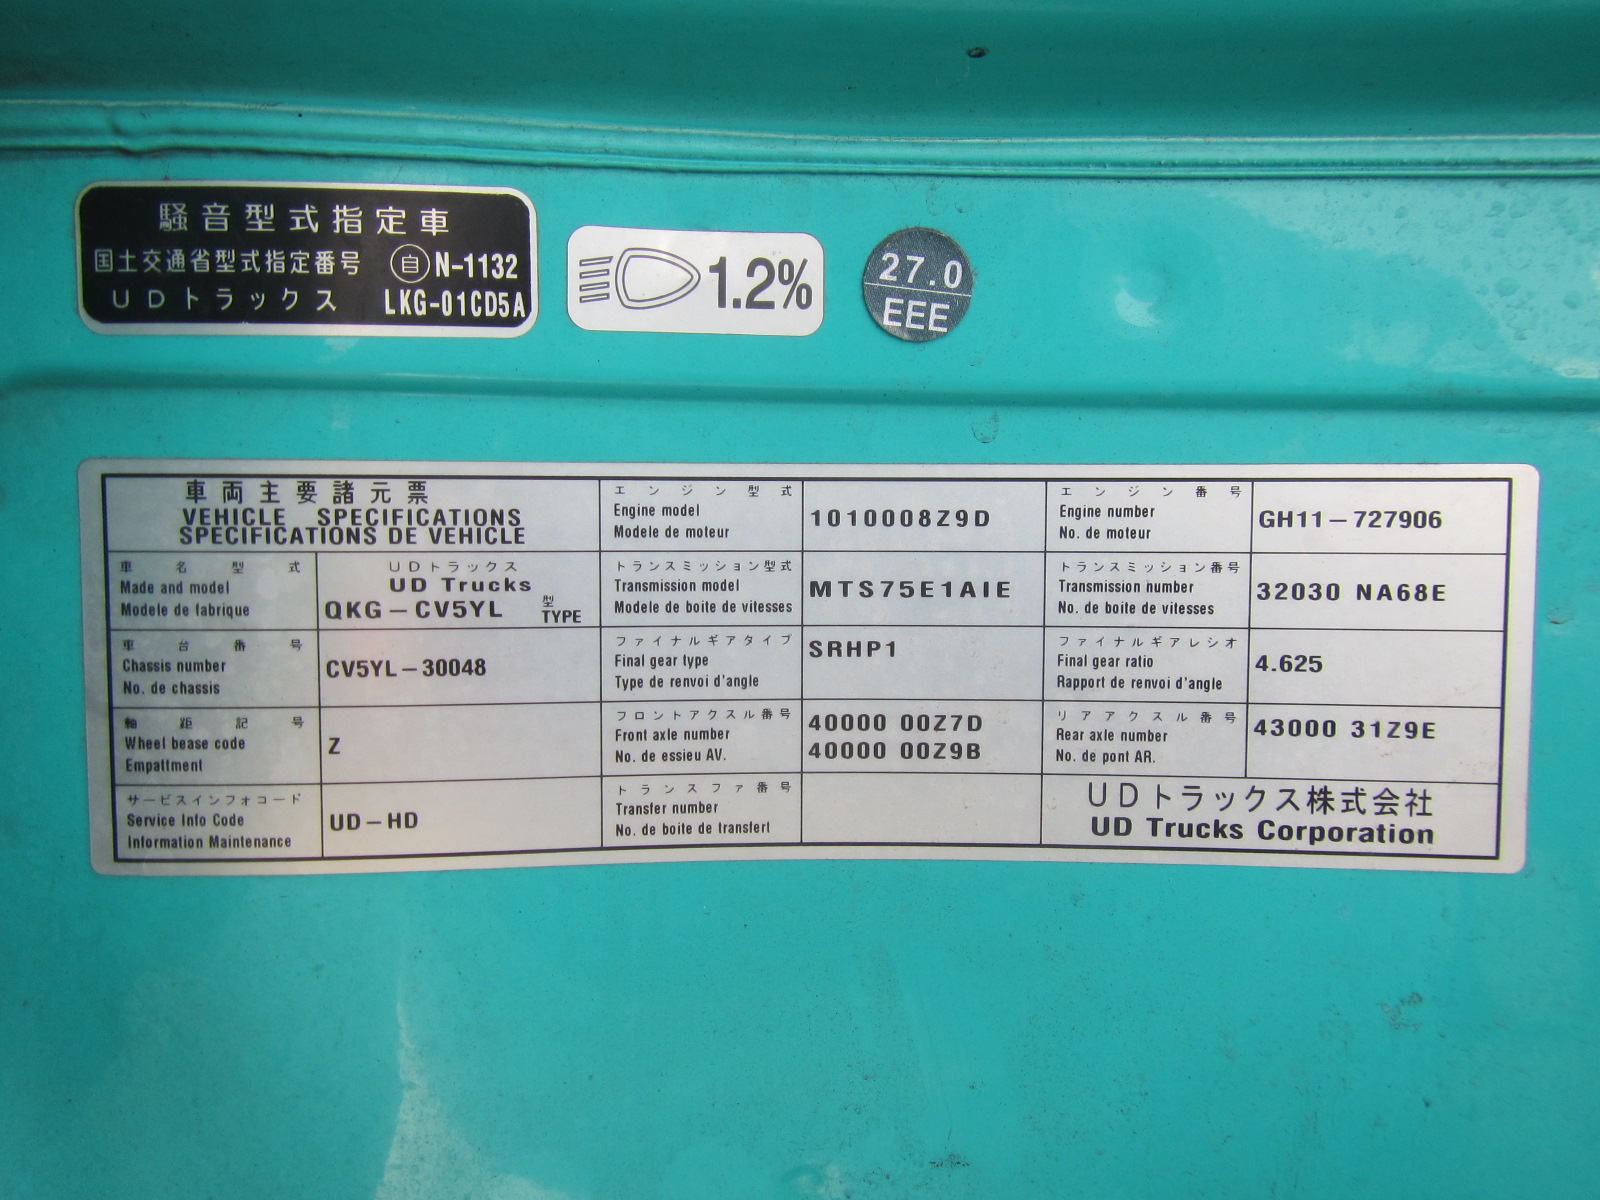 騒音型式指定車
国土交通省型式指定番号 自 N-1132
UDトラックス LKG-01CD5A
1.2%
27.0
EEE
車両主要諸元票
VEHICLE SPECIFICATIONS
SPECIFICATIONS DE VEHICLE
エンジン型式
Engine model
Modele de moteur
1010008Z9D
エンジン番号
Engine number
No. de moteur
GH11-727906
車名型式
Made and model
Modele de fabrique
UDトラックス
UD Trucks
QKG-CV5YL 型 TYPE
トランスミッション型式
Transmission model
Modele de boite de vitesses
MTS75E1AIE
トランスミッション番号
Transmission number
No. de boite de vitesses
32030 NA68E
車台番号
Chassis number
No. de chassis
CV5YL-30048
ファイナルギアタイプ
Final gear type
Type de renvoi d'angle
SRHP1
ファイナルギアレシオ
Final gear ratio
Rapport de renvoi d'angle
4.625
軸距記号
Wheel bease code
Empattment
Z
フロントアクスル番号
Front axle number
No. de essieu AV.
40000 00Z7D
40000 00Z9B
リアアクスル番号
Rear axle number
No. de pont AR.
43000 31Z9E
サービスインフォコード
Service Info Code
Information Maintenance
UD-HD
トランスファ番号
Transfer number
No. de boite de transfert
UDトラックス株式会社
UD Trucks Corporation